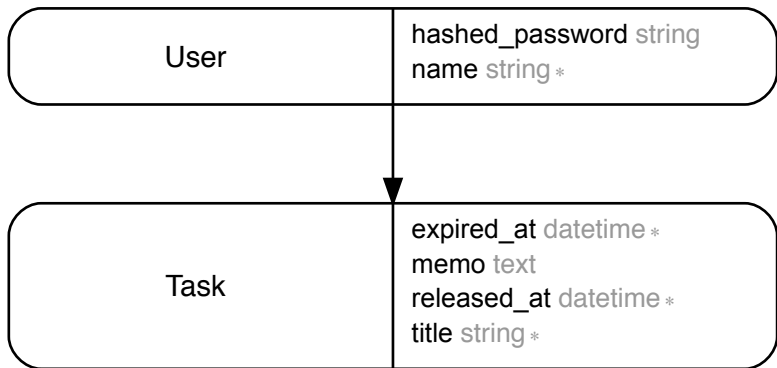 User
hashed_password string
name string *
Task
expired_at datetime *
memo text
released_at datetime *
title string *